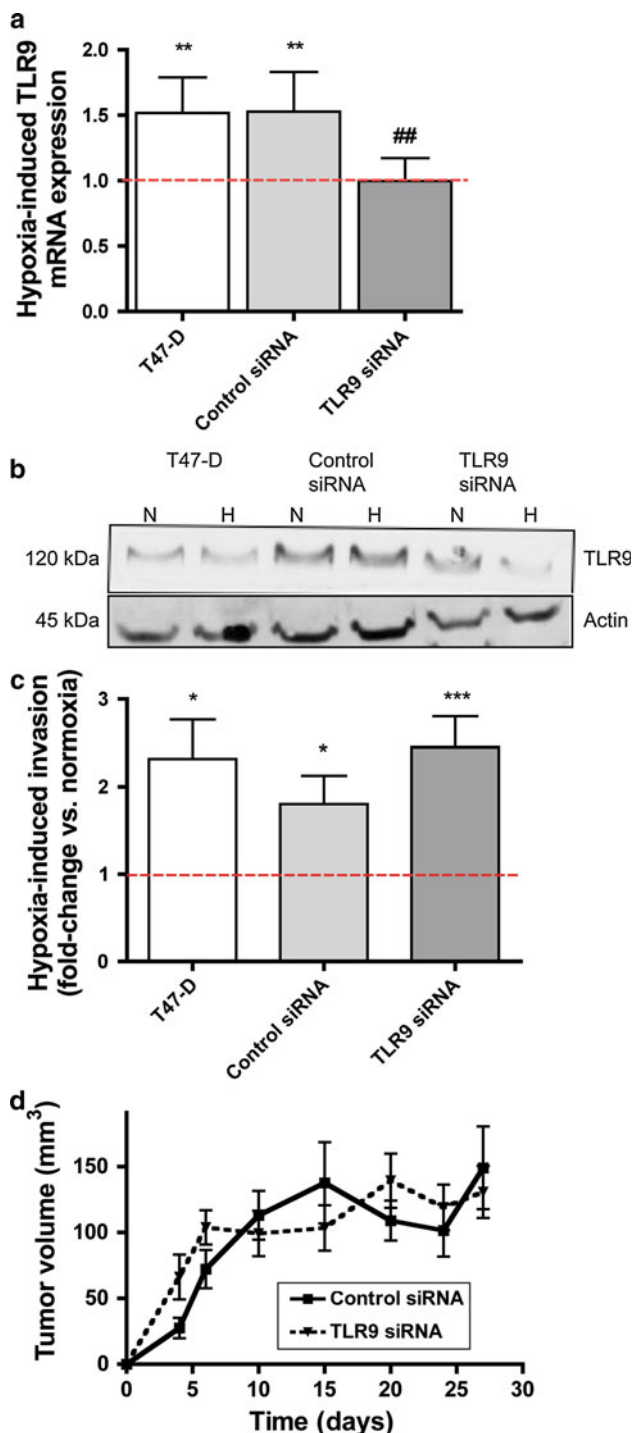 a
Hypoxia-induced TLR9
mRNA expression
2.0
1.5
1.0
0.5
0.0
**
**
##
T47-D
Control siRNA
TLR9 siRNA
b
T47-D
Control
siRNA
TLR9
siRNA
N
H
N
H
N
H
120 kDa
TLR9
45 kDa
Actin
c
Hypoxia-induced invasion
(fold-change vs. normoxia)
3
2
1
0
*
*
***
T47-D
Control siRNA
TLR9 siRNA
d
Tumor volume (mm³)
150
100
50
0
Control siRNA
TLR9 siRNA
0
5
10
15
20
25
30
Time (days)